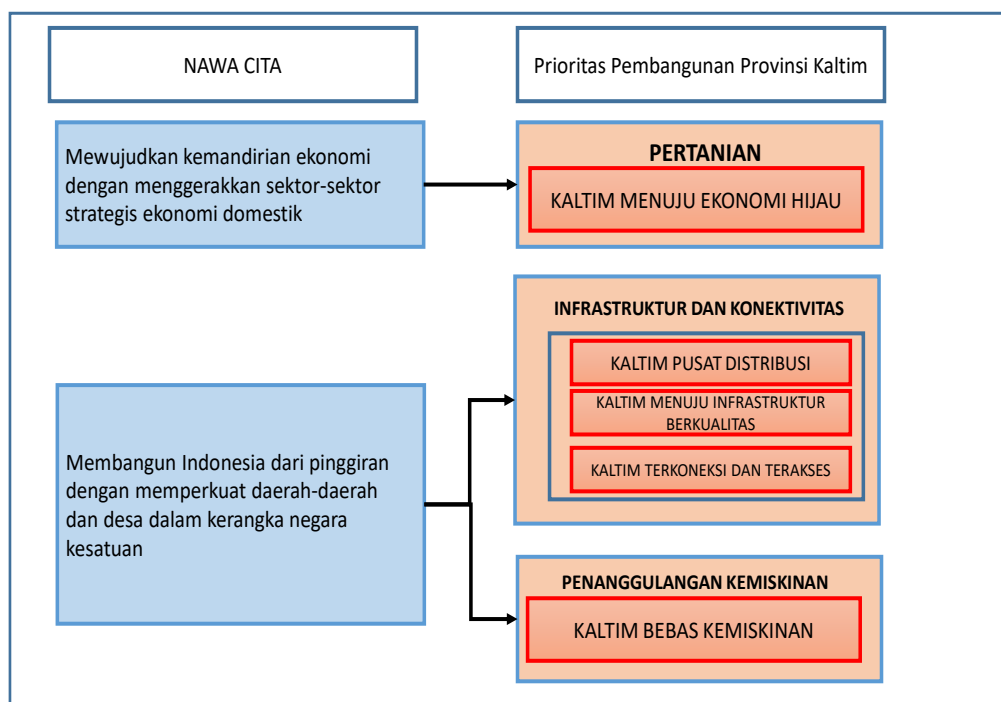 NAWA CITA
Prioritas Pembangunan Provinsi Kaltim
Mewujudkan kemandirian ekonomi
dengan menggerakkan sektor-sektor
strategis ekonomi domestik
PERTANIAN
KALTIM MENUJU EKONOMI HIJAU
Membangun Indonesia dari pinggiran
dengan memperkuat daerah-daerah
dan desa dalam kerangka negara
kesatuan
INFRASTRUKTUR DAN KONEKTIVITAS
KALTIM PUSAT DISTRIBUSI
KALTIM MENUJU INFRASTRUKTUR
BERKUALITAS
KALTIM TERKONEKSI DAN TERAKSES
PENANGGULANGAN KEMISKINAN
KALTIM BEBAS KEMISKINAN